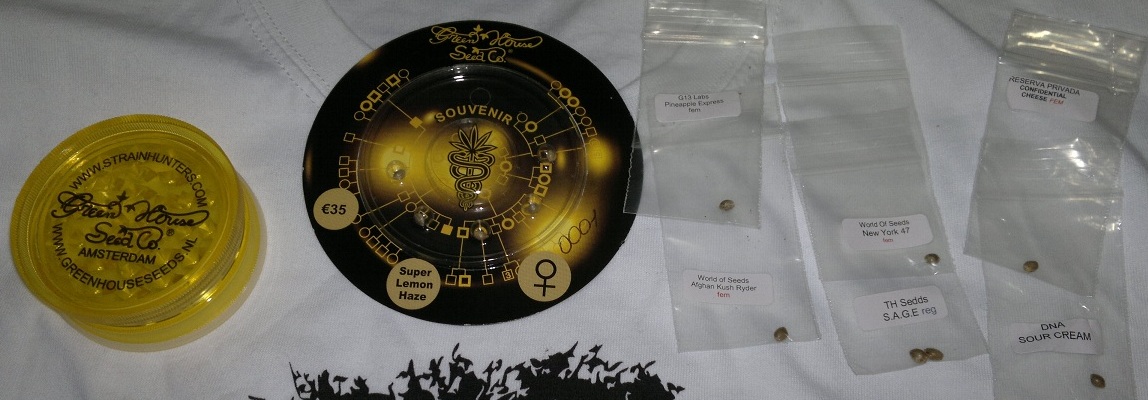 WWW.STRAINHUNTERS.COM
Green House
Seed Co.®
AMSTERDAM
WWW.GREENHOUSESEEDS.NL
Green House
Seed Co.®
SOUVENIR
€35
Super
Lemon
Haze
♀
G13 Labs
Pineapple Express
fem
World of Seeds
Afghan Kush Ryder
fem
World Of Seeds
New York 47
fem
TH Sedds
S.A.G.E reg
RESERVA PRIVADA
CONFIDENTIAL
CHEESE FEM
DNA
SOUR CREAM